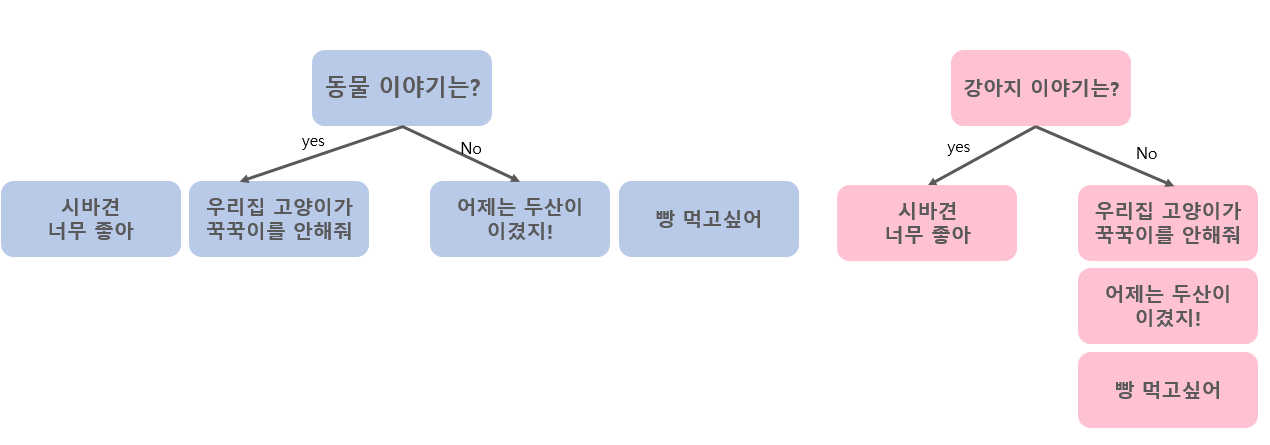 동물 이야기는?
yes
No
시바견
너무 좋아
우리집 고양이가
꾹꾹이를 안해줘
어제는 두산이
이겼지!
빵 먹고싶어
강아지 이야기는?
yes
No
시바견
너무 좋아
우리집 고양이가
꾹꾹이를 안해줘
어제는 두산이
이겼지!
빵 먹고싶어